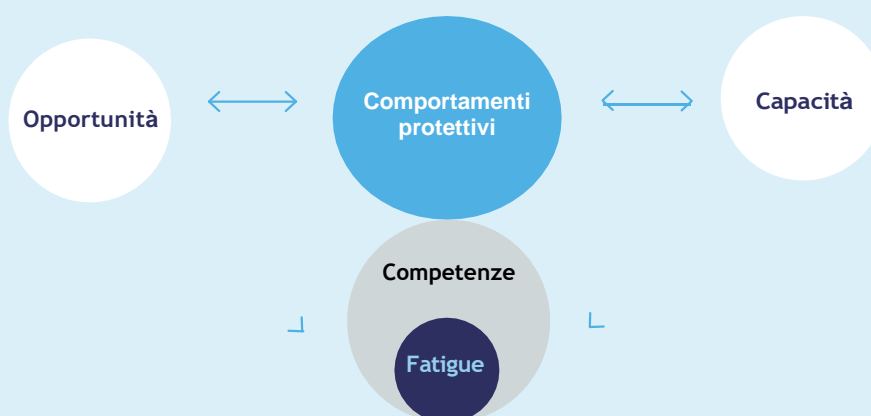 Opportunità
Comportamenti
protettivi
Capacità
Competenze
Fatigue